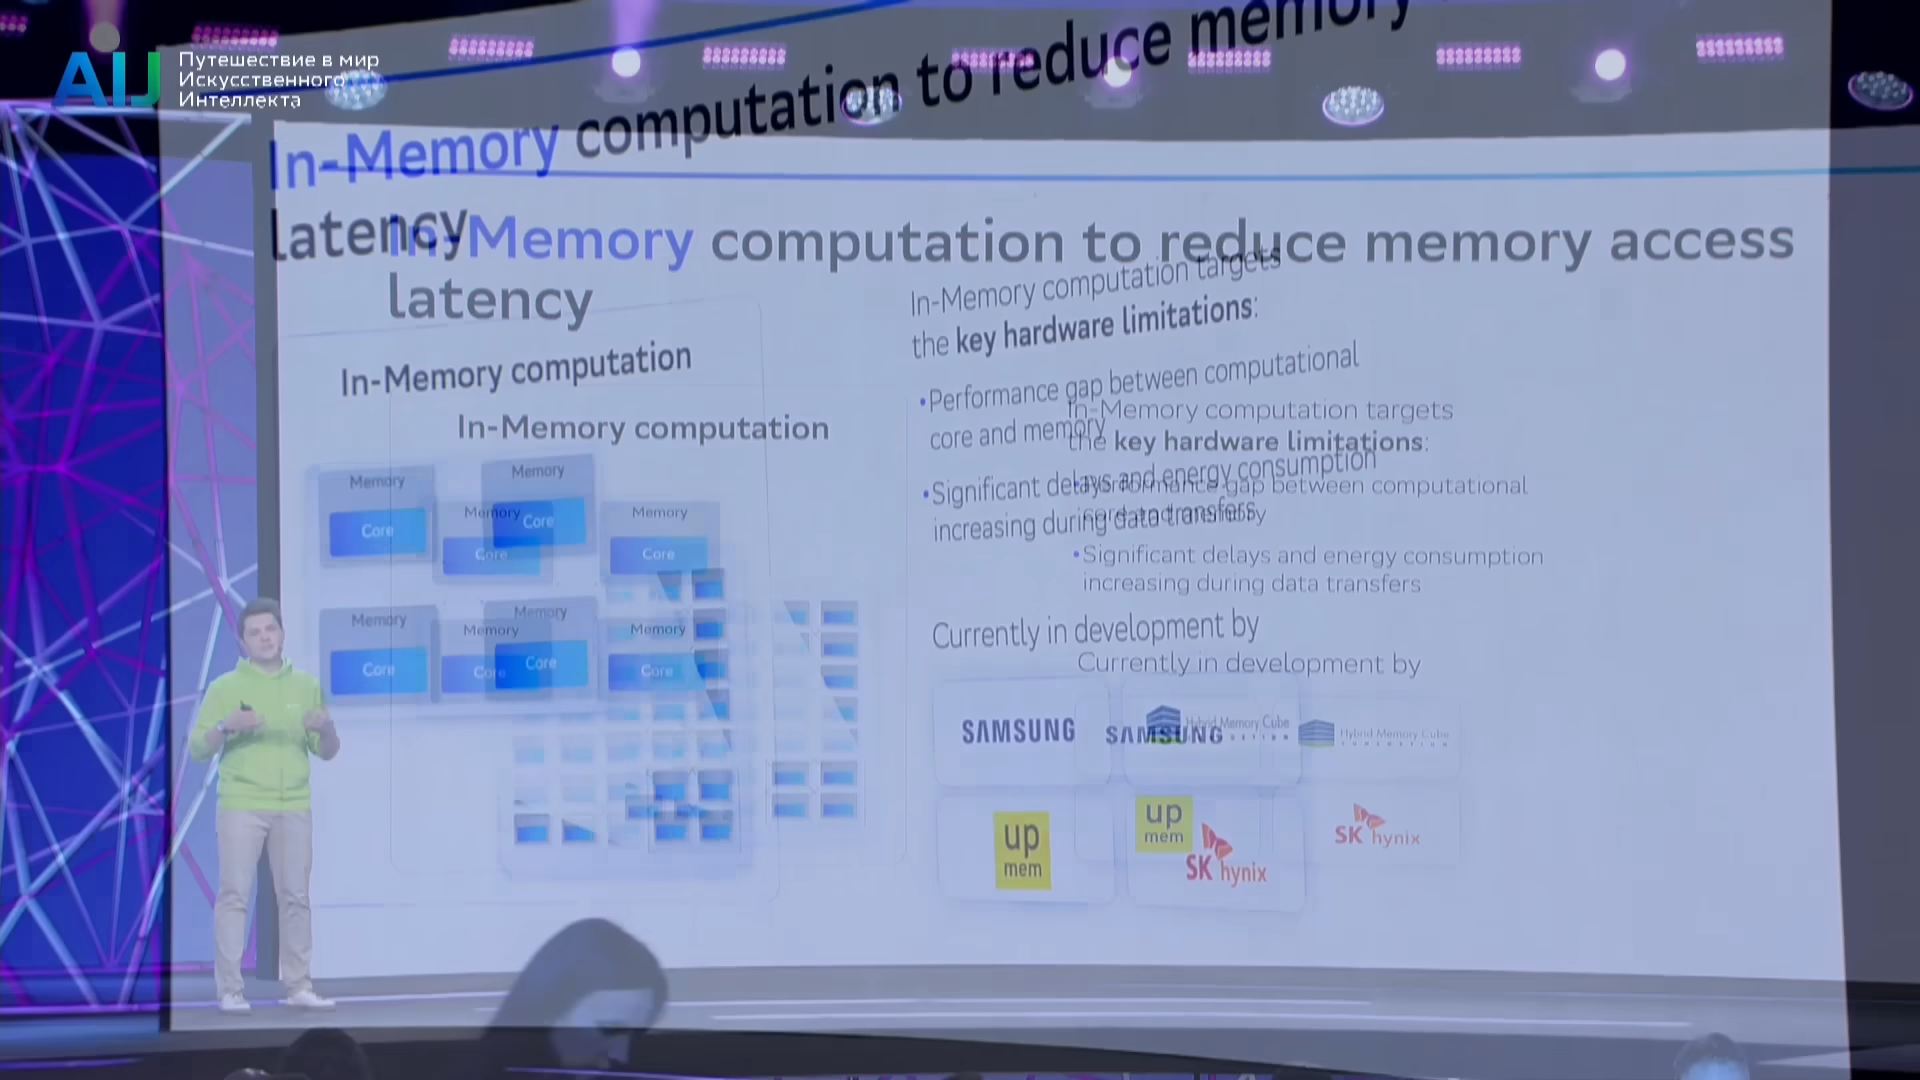 AIJ
Путешествие в мир
Искусственного
Интеллекта
In-Memory computation to reduce memory
latency
In-Memory computation to reduce memory access
latency
In-Memory computation
In-Memory computation
Memory
Core
Memory
Core
Memory
Core
Memory
Core
Memory
Core
Memory
Core
Memory
Core
Memory
Core
In-Memory computation targets
the key hardware limitations:
•Performance gap between computational
core and memory
•Significant delays and energy consumption
increasing during data transfers
Currently in development by
SAMSUNG
Hybrid Memory Cube
up
mem
SK hynix
In-Memory computation targets
the key hardware limitations:
Performance gap between computational
core and memory
•Significant delays and energy consumption
increasing during data transfers
Currently in development by
SAMSUNG
Hybrid Memory Cube
up
mem
SK hynix